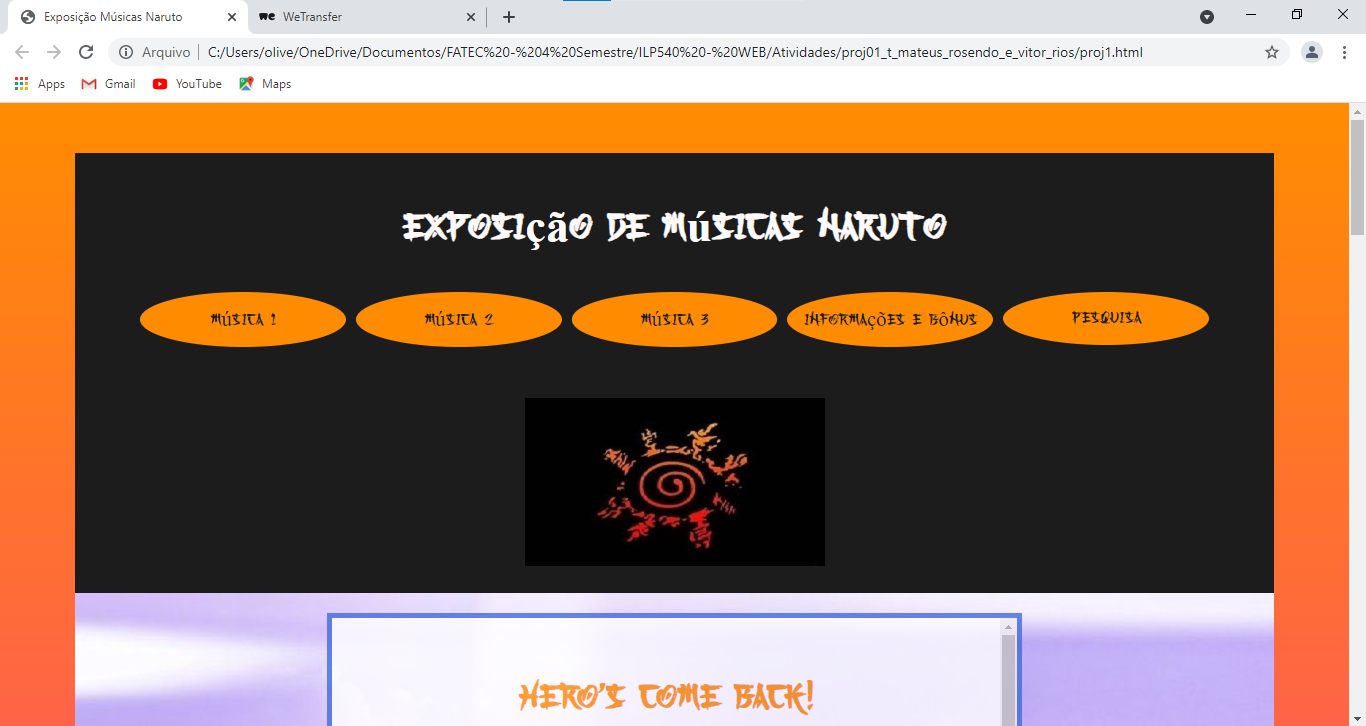 Exposição Músicas Naruto
WeTransfer
Arquivo
C:/Users/olive/OneDrive/Documentos/FATEC%20-%204%20Semestre/ILP540%20-%20WEB/Atividades/proj01_t_mateus_rosendo_e_vitor_rios/proj1.html
Apps Gmail YouTube Maps
EXPOSIÇÃO DE MÚSICAS NARUTO
MÚSICA 1 MÚSICA 2 MÚSICA 3 INFORMAÇÕES E BÔNUS PESQUISA
HERO'S COME BACK!